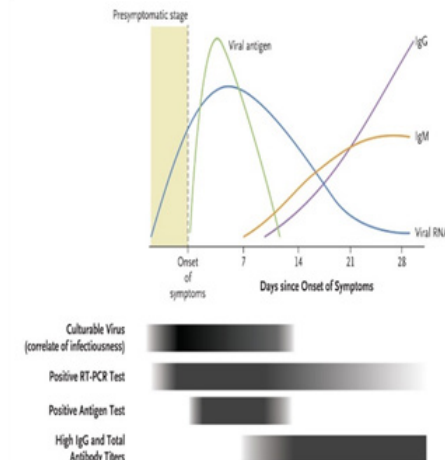 Presymptomatic stage
Viral antigen
IgG
IgM
Viral RN
Onset
of
symptoms
7
14
21
28
Days since Onset of Symptoms
Culturable Virus
(correlate of infectiousness)
Positive RT-PCR Test
Positive Antigen Test
High IgG and Total
Antibody Titers